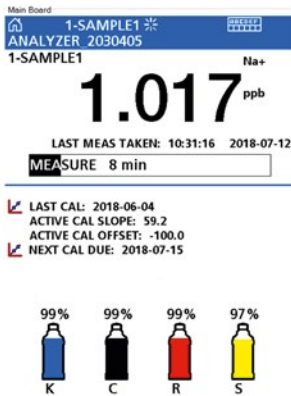 Main Board
1-SAMPLE1
ABCDEF
ANALYZER_2030405
1-SAMPLE1
Na+
1.017 ppb
LAST MEAS TAKEN: 10:31:16 2018-07-12
MEASURE 8 min
LAST CAL: 2018-06-04
ACTIVE CAL SLOPE: 59.2
ACTIVE CAL OFFSET: -100.0
NEXT CAL DUE: 2018-07-15
99% 99% 99% 97%
K C R S